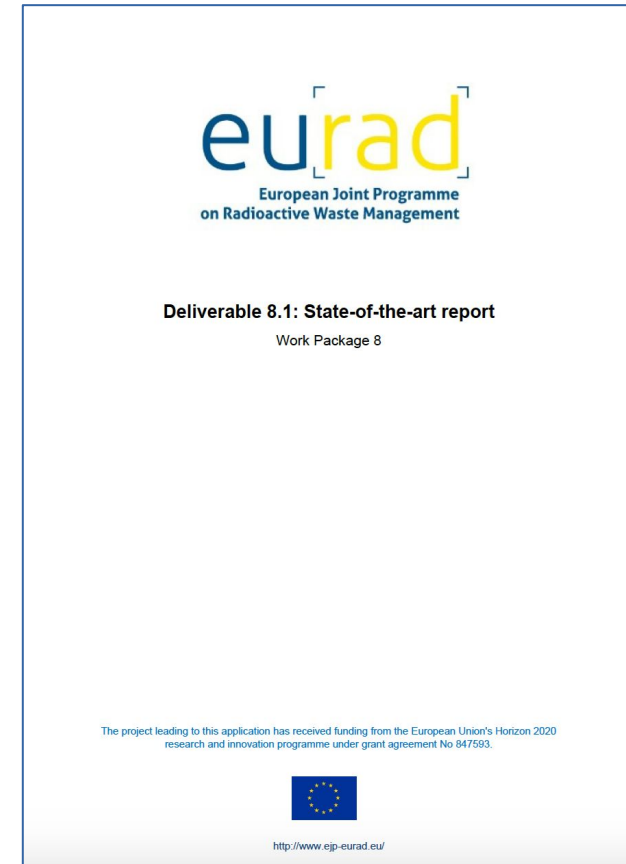 eurad
European Joint Programme
on Radioactive Waste Management
Deliverable 8.1: State-of-the-art report
Work Package 8
The project leading to this application has received funding from the European Union's Horizon 2020
research and innovation programme under grant agreement No 847593.
http://www.ejp-eurad.eu/